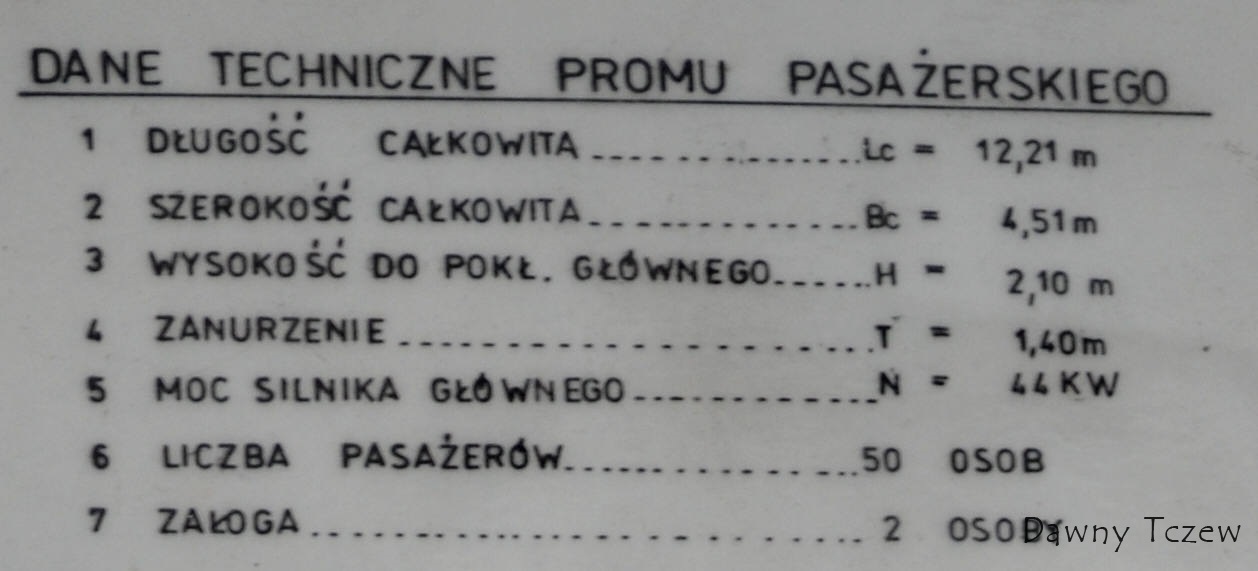 DANE TECHNICZNE PROMU PASAŻERSKIEGO
1 DŁUGOŚĆ CAŁKOWITA Lc = 12,21 m
2 SZEROKOŚĆ CAŁKOWITA Bc = 4,51 m
3 WYSOKOŚĆ DO POKŁ. GŁÓWNEGO H = 2,10 m
4 ZANURZENIE T = 1,40 m
5 MOC SILNIKA GŁÓWNEGO N = 44 KW
6 LICZBA PASAŻERÓW 50 OSOB
7 ZAŁOGA 2 OSOBY
Dawny Tczew